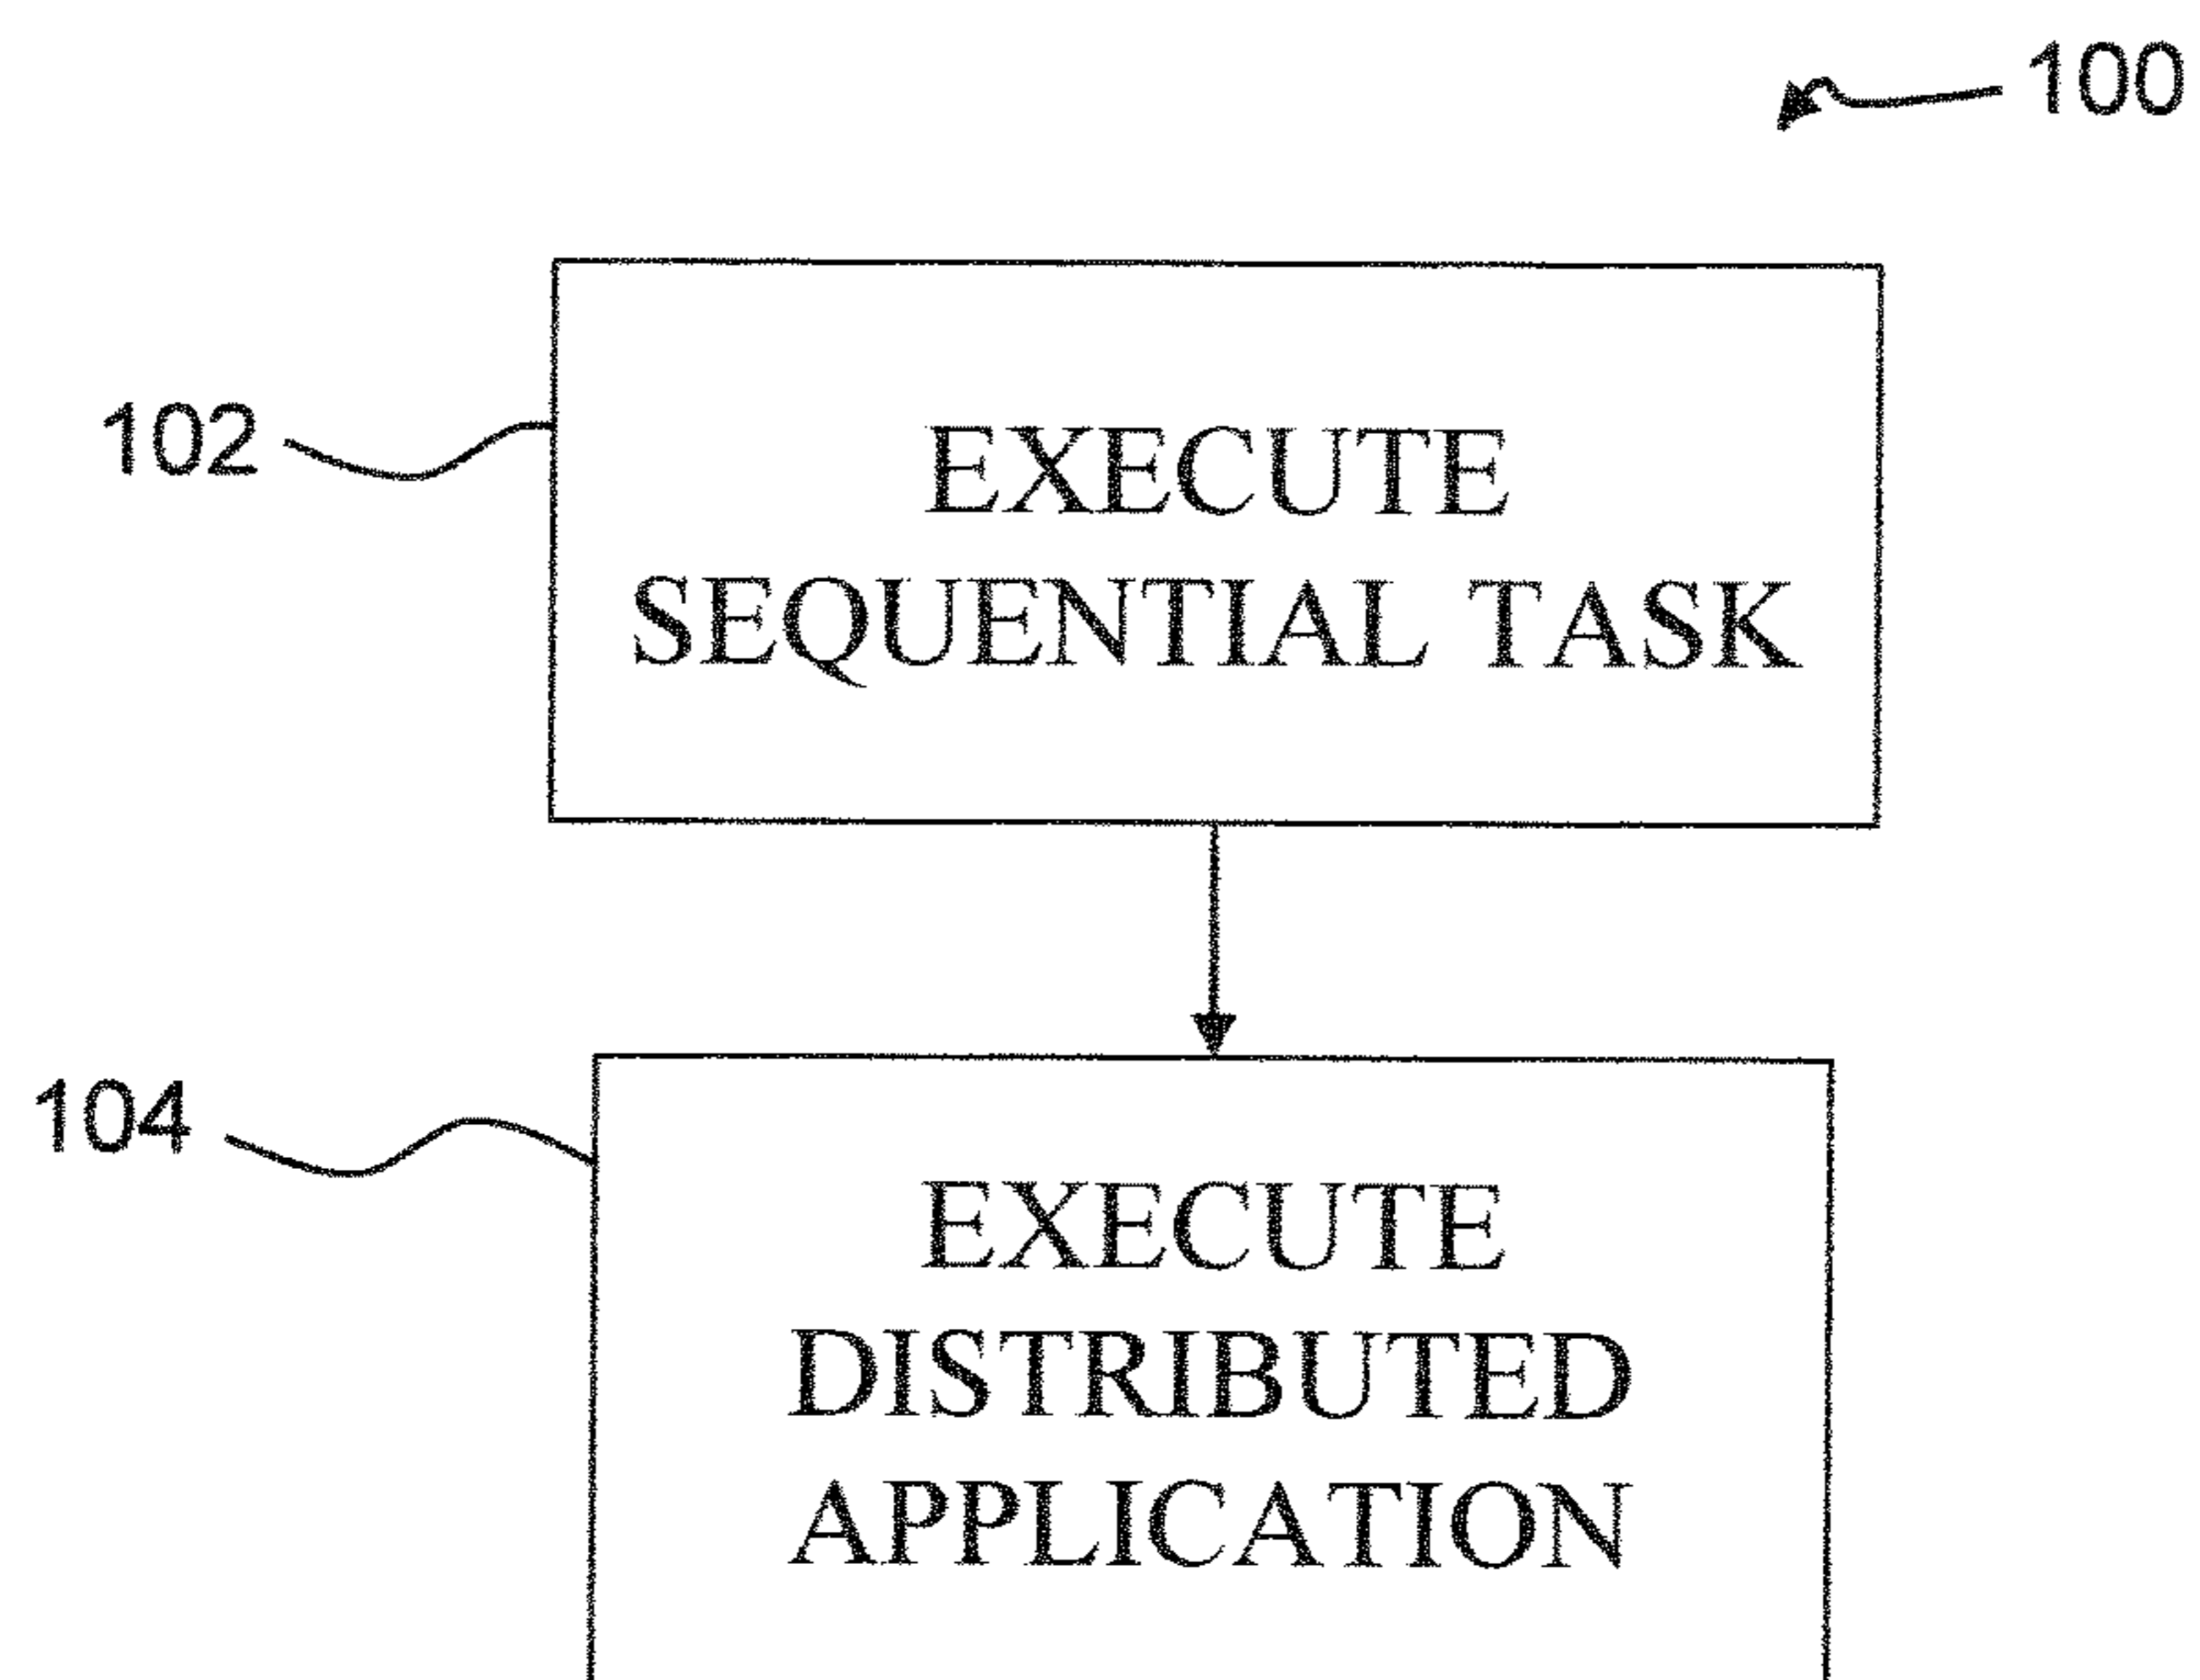 100
102
EXECUTE
SEQUENTIAL TASK
104
EXECUTE
DISTRIBUTED
APPLICATION